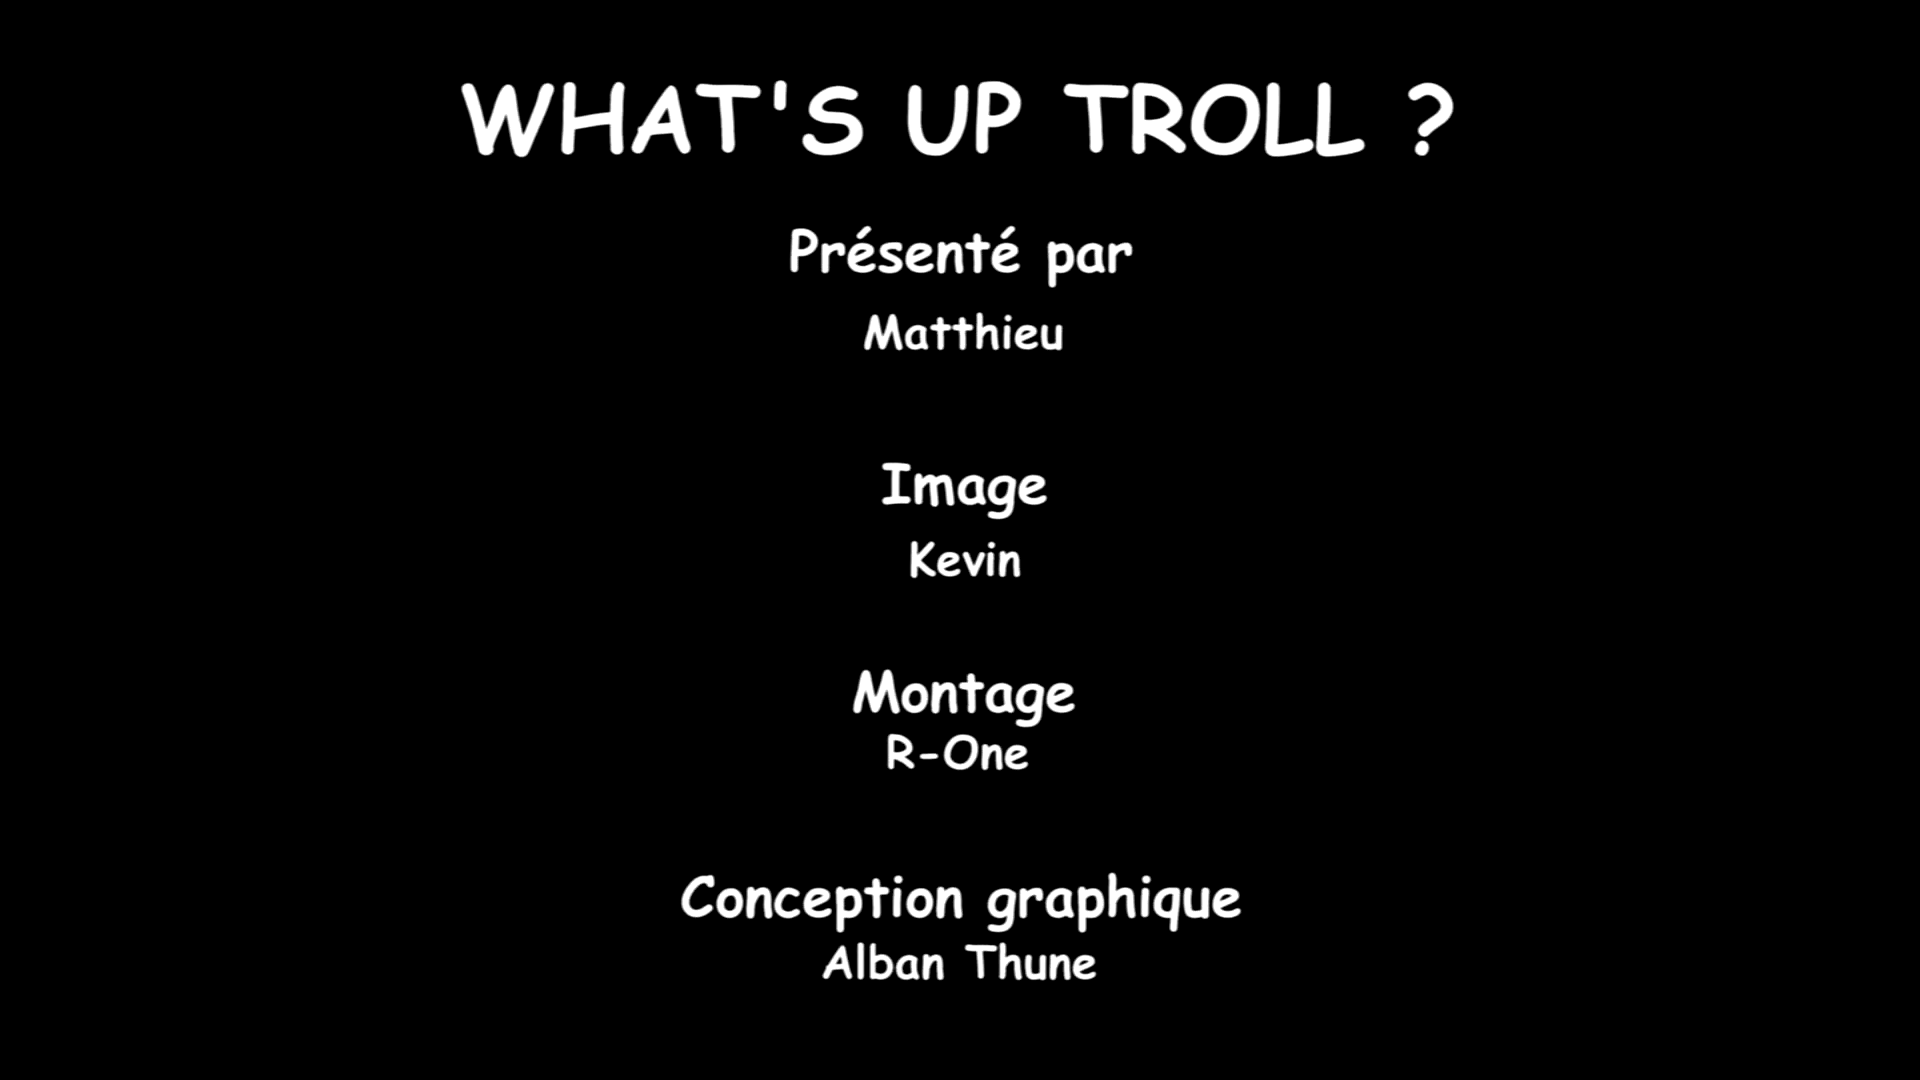 WHAT'S UP TROLL ?
Présenté par
Matthieu
Image
Kevin
Montage
R-One
Conception graphique
Alban Thune